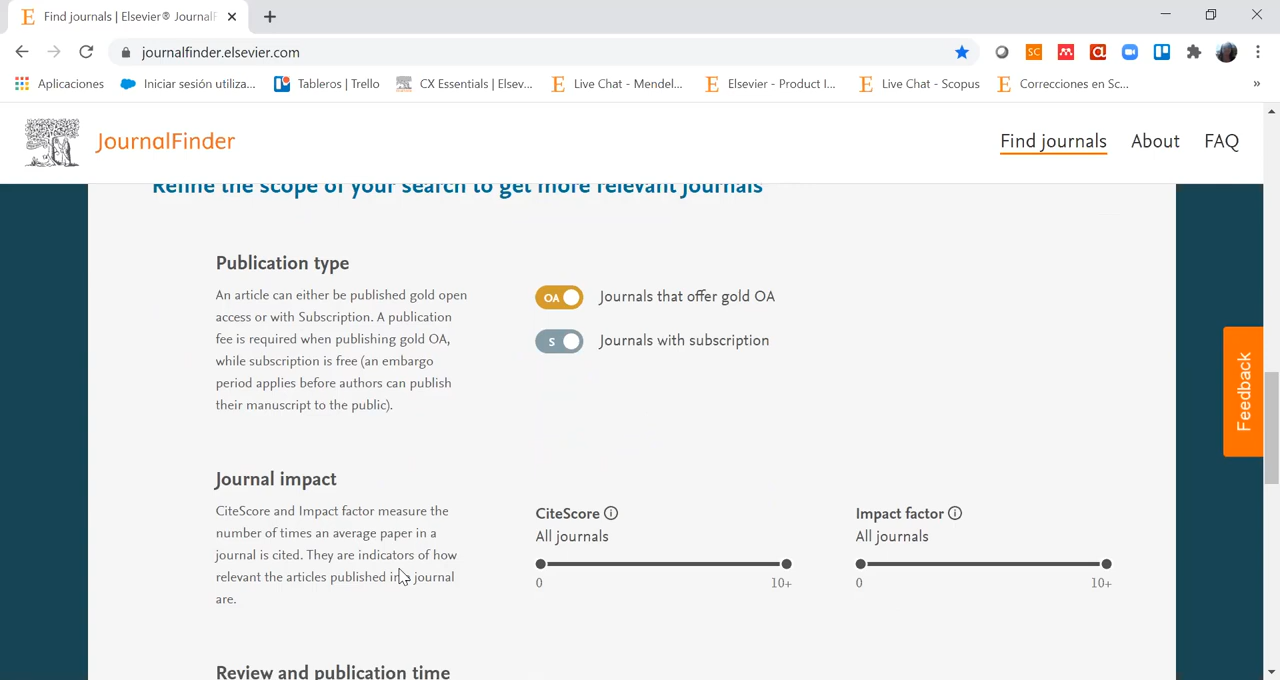 Find journals | Elsevier® JournalF
journalfinder.elsevier.com
SC
Aplicaciones
Iniciar sesión utiliza...
Tableros | Trello
CX Essentials | Elsev...
Live Chat - Mendel...
Elsevier - Product I...
Live Chat - Scopus
Correcciones en Sc...
»
JournalFinder
Find journals
About
FAQ
Refine the scope of your search to get more relevant journals
Publication type
An article can either be published gold open
access or with Subscription. A publication
fee is required when publishing gold OA,
while subscription is free (an embargo
period applies before authors can publish
their manuscript to the public).
OA Journals that offer gold OA
S Journals with subscription
Feedback
Journal impact
CiteScore and Impact factor measure the
number of times an average paper in a
journal is cited. They are indicators of how
relevant the articles published in a journal
are.
CiteScore
All journals
0 10+
Impact factor
All journals
0 10+
Review and publication time